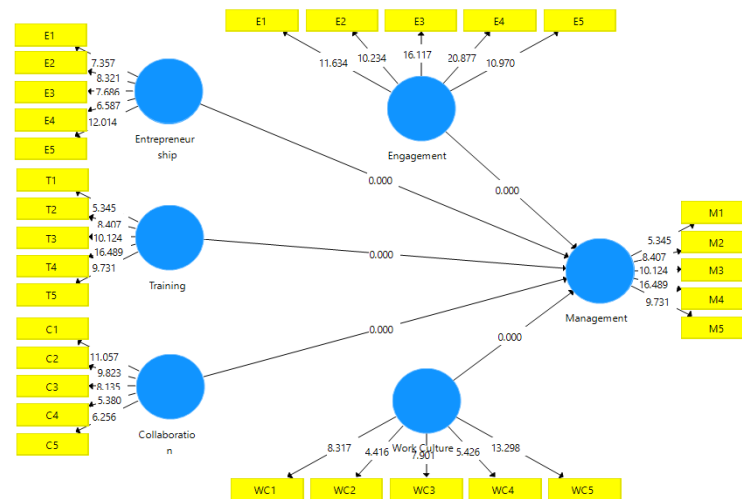 E1
E2
E3
E4
E5
7.357
8.321
7.686
6.587
12.014
Entrepreneur
ship
E1
E2
E3
E4
E5
11.634
10.234
16.117
20.877
10.970
Engagement
0.000
0.000
T1
T2
T3
T4
T5
5.345
8.407
10.124
16.489
9.731
Training
0.000
M1
M2
M3
M4
M5
5.345
8.407
10.124
16.489
9.731
Management
C1
C2
C3
C4
C5
11.057
9.823
8.135
5.380
6.256
Collaboratio
n
0.000
0.000
Work Culture
8.317
4.416
7.901
5.426
13.298
WC1
WC2
WC3
WC4
WC5